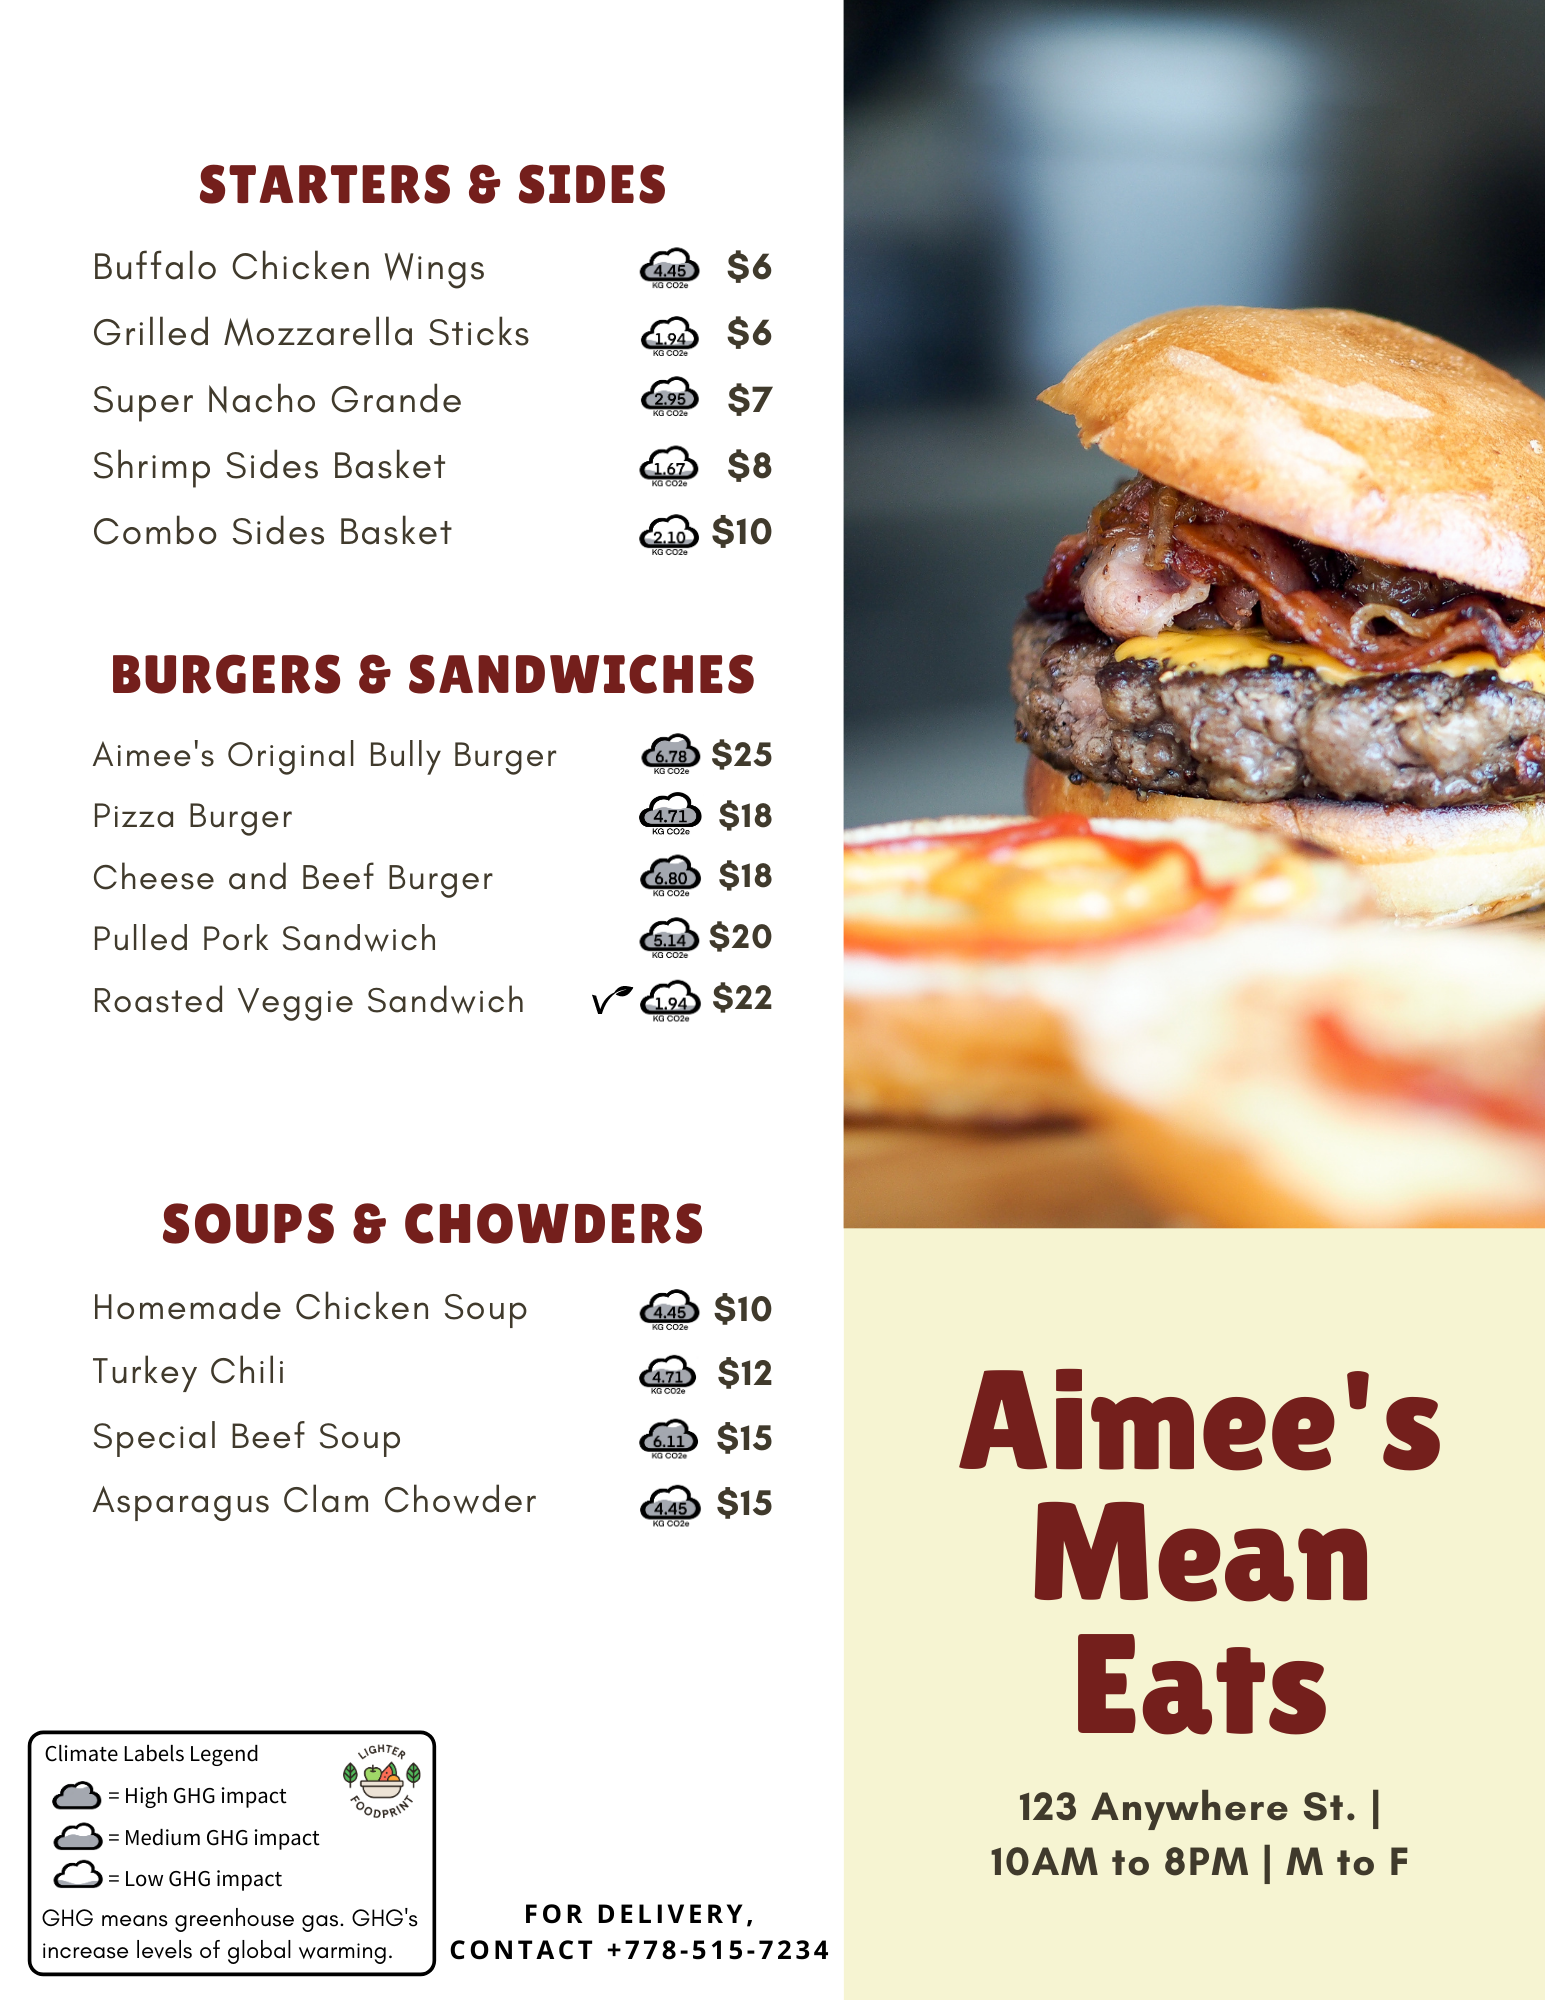 STARTERS & SIDES
Buffalo Chicken Wings 4.45 KG CO2e $6
Grilled Mozzarella Sticks 1.94 KG CO2e $6
Super Nacho Grande 2.95 KG CO2e $7
Shrimp Sides Basket 1.67 KG CO2e $8
Combo Sides Basket 2.10 KG CO2e $10
BURGERS & SANDWICHES
Aimee's Original Bully Burger 6.78 KG CO2e $25
Pizza Burger 4.71 KG CO2e $18
Cheese and Beef Burger 6.80 KG CO2e $18
Pulled Pork Sandwich 5.14 KG CO2e $20
Roasted Veggie Sandwich 1.94 KG CO2e $22
SOUPS & CHOWDERS
Homemade Chicken Soup 4.45 KG CO2e $10
Turkey Chili 4.71 KG CO2e $12
Special Beef Soup 6.11 KG CO2e $15
Asparagus Clam Chowder 4.45 KG CO2e $15
Climate Labels Legend
LIGHTER
FOODPRINT
= High GHG impact
= Medium GHG impact
= Low GHG impact
GHG means greenhouse gas. GHG's
increase levels of global warming.
FOR DELIVERY,
CONTACT +778-515-7234
Aimee's
Mean
Eats
123 Anywhere St. |
10AM to 8PM | M to F